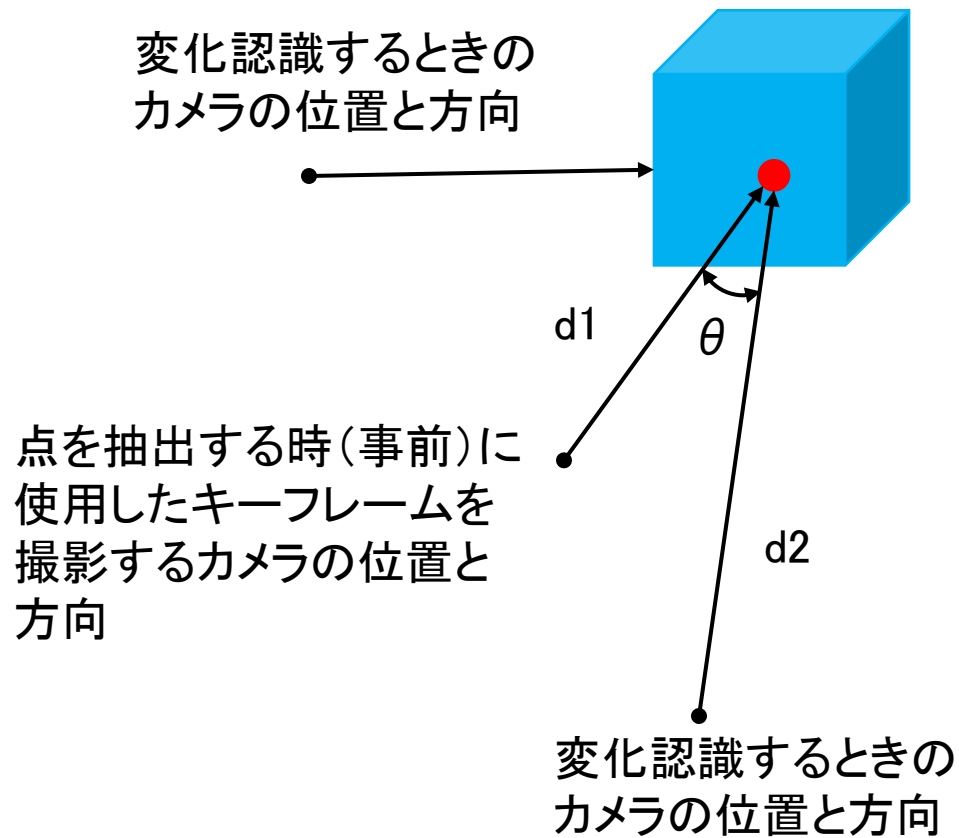 変化認識するときの
カメラの位置と方向
d1
θ
点を抽出する時（事前）に
使用したキーフレームを
撮影するカメラの位置と
方向
d2
変化認識するときの
カメラの位置と方向